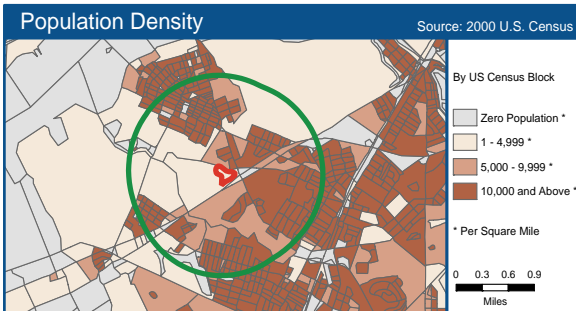 Population Density
Source: 2000 U.S. Census
By US Census Block
Zero Population *
1 - 4,999 *
5,000 - 9,999 *
10,000 and Above *
* Per Square Mile
0 0.3 0.6 0.9
Miles